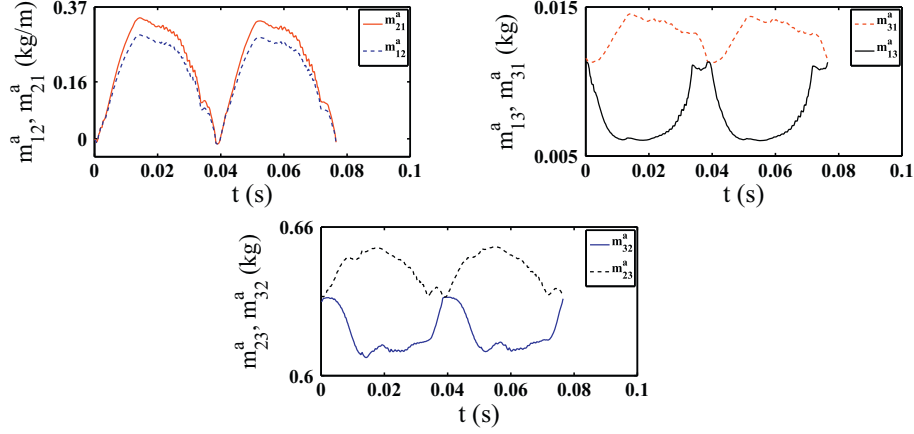 0.37
0.16
0
m^a_12, m^a_21 (kg/m)
m^a_21
m^a_12
0 0.02 0.04 0.06 0.08 0.1
t (s)
0.015
0.005
m^a_13, m^a_31 (kg)
m^a_31
m^a_13
0 0.02 0.04 0.06 0.08 0.1
t (s)
0.66
0.6
m^a_23, m^a_32 (kg)
m^a_32
m^a_23
0 0.02 0.04 0.06 0.08 0.1
t (s)